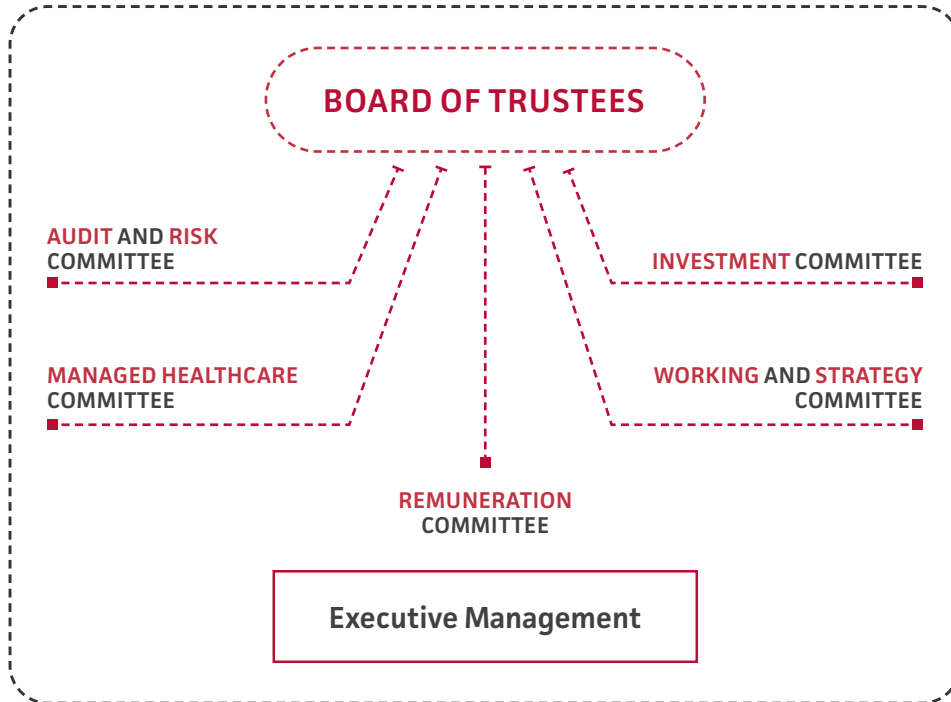 BOARD OF TRUSTEES
AUDIT AND RISK
COMMITTEE
INVESTMENT COMMITTEE
MANAGED HEALTHCARE
COMMITTEE
WORKING AND STRATEGY
COMMITTEE
REMUNERATION
COMMITTEE
Executive Management